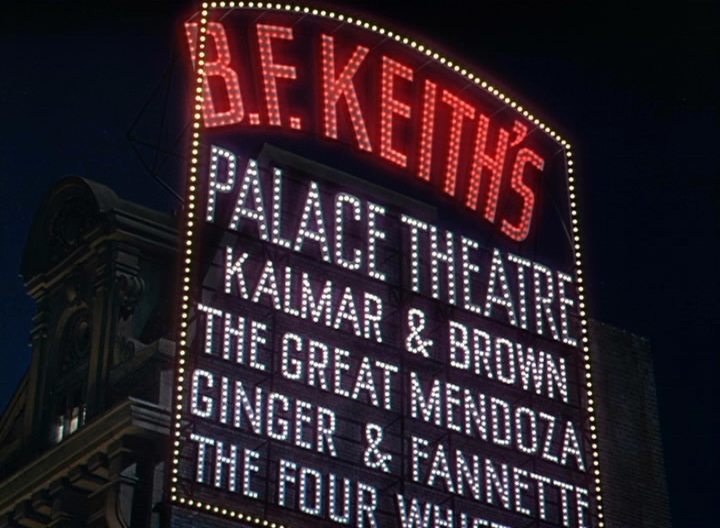 B.F. KEITH'S
PALACE THEATRE
KALMAR & BROWN
THE GREAT MENDOZA
GINGER & FANNETTE
THE FOUR